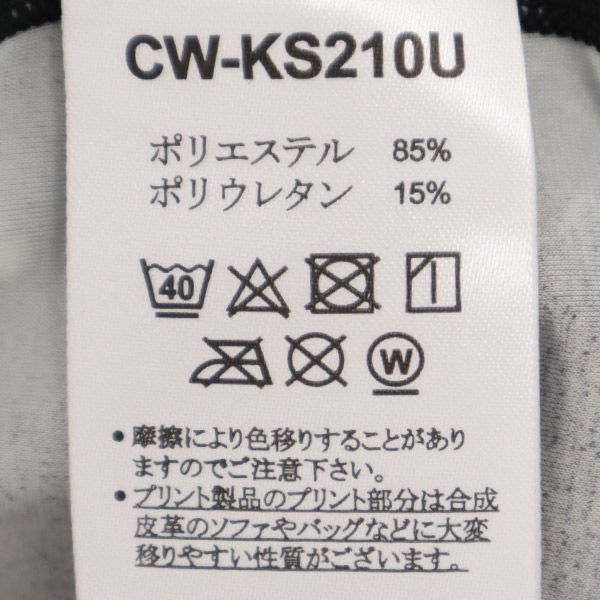 CW-KS210U
ポリエステル 85%
ポリウレタン 15%
40
W
• 摩擦により色移りすることがあり
ますのでご注意下さい。
• プリント製品のプリント部分は合成
皮革のソファやバッグなどに大変
移りやすい性質がございます。